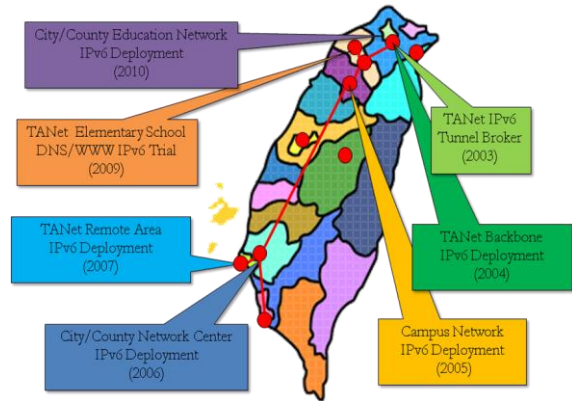 City/County Education Network
IPv6 Deployment
(2010)
TANet Elementary School
DNS/WWW IPv6 Trial
(2009)
TANet IPv6
Tunnel Broker
(2003)
TANet Remote Area
IPv6 Deployment
(2007)
TANet Backbone
IPv6 Deployment
(2004)
City/County Network Center
IPv6 Deployment
(2006)
Campus Network
IPv6 Deployment
(2005)